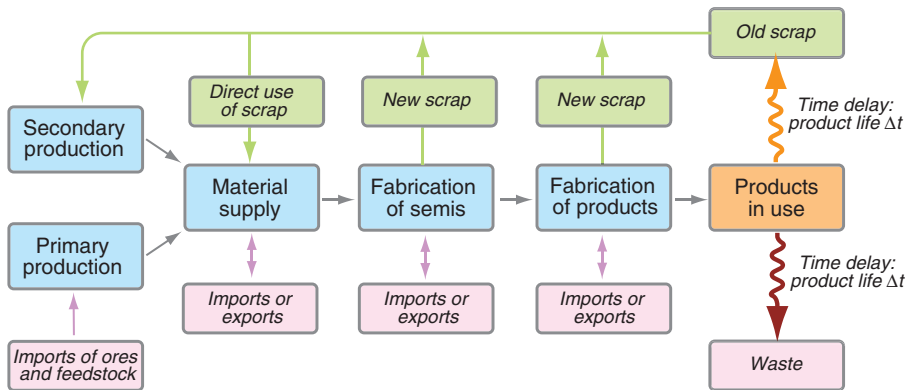 Old scrap
Direct use
of scrap
New scrap
New scrap
Time delay:
product life Δt
Secondary
production
Material
supply
Fabrication
of semis
Fabrication
of products
Products
in use
Primary
production
Time delay:
product life Δt
Imports or
exports
Imports or
exports
Imports or
exports
Imports of ores
and feedstock
Waste